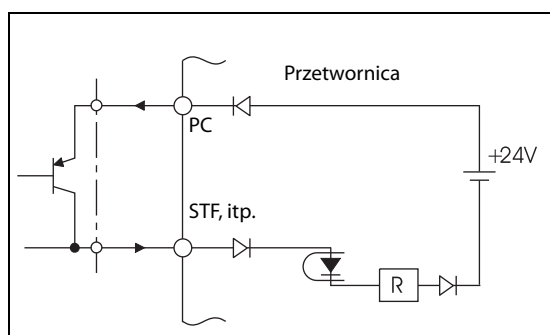 Przetwornica
PC
+24V
STF, itp.
R